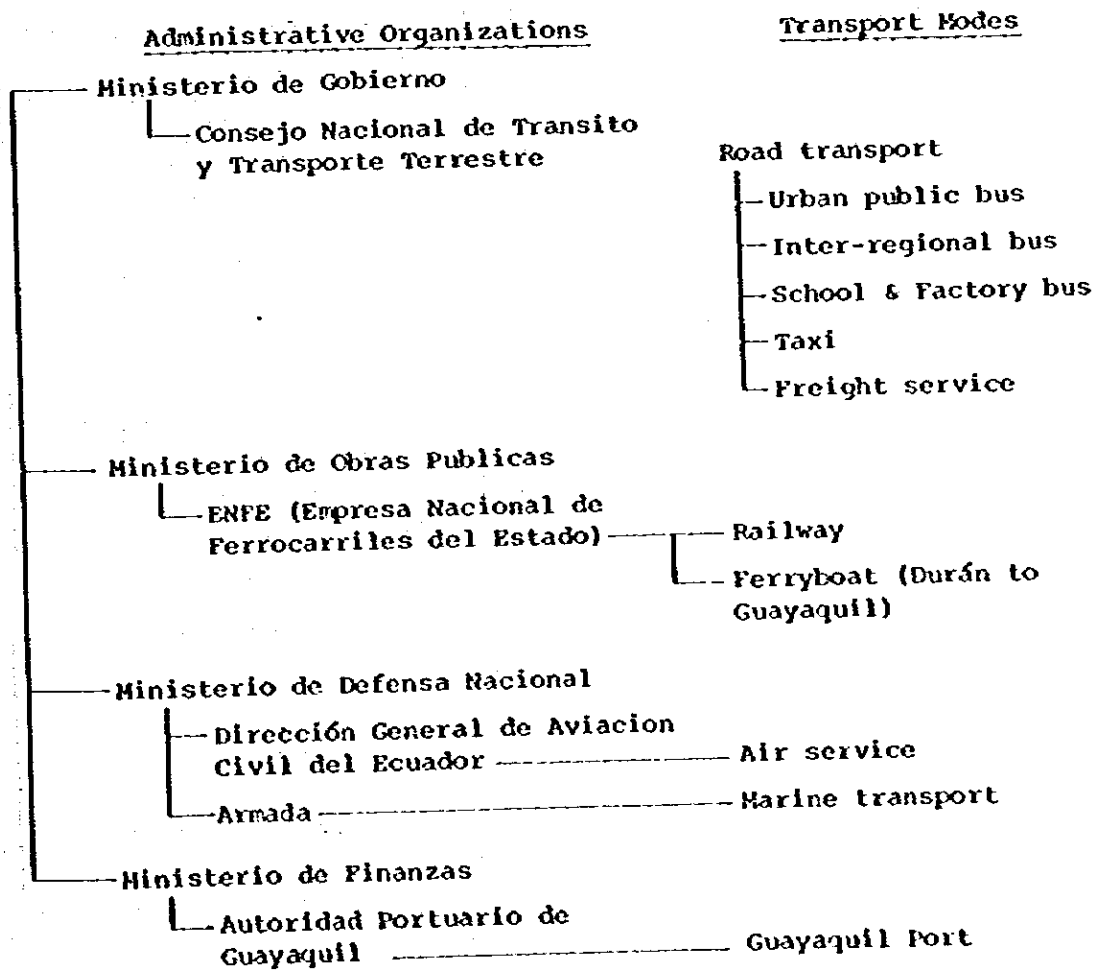 Administrative Organizations
Transport Modes
Ministerio de Gobierno
Consejo Nacional de Transito
y Transporte Terrestre
Road transport
Urban public bus
Inter-regional bus
School & Factory bus
Taxi
Freight service
Ministerio de Obras Publicas
ENFE (Empresa Nacional de
Ferrocarriles del Estado)
Railway
Ferryboat (Durán to
Guayaquil)
Ministerio de Defensa Nacional
Dirección General de Aviacion
Civil del Ecuador
Air service
Armada
Marine transport
Ministerio de Finanzas
Autoridad Portuario de
Guayaquil
Guayaquil Port